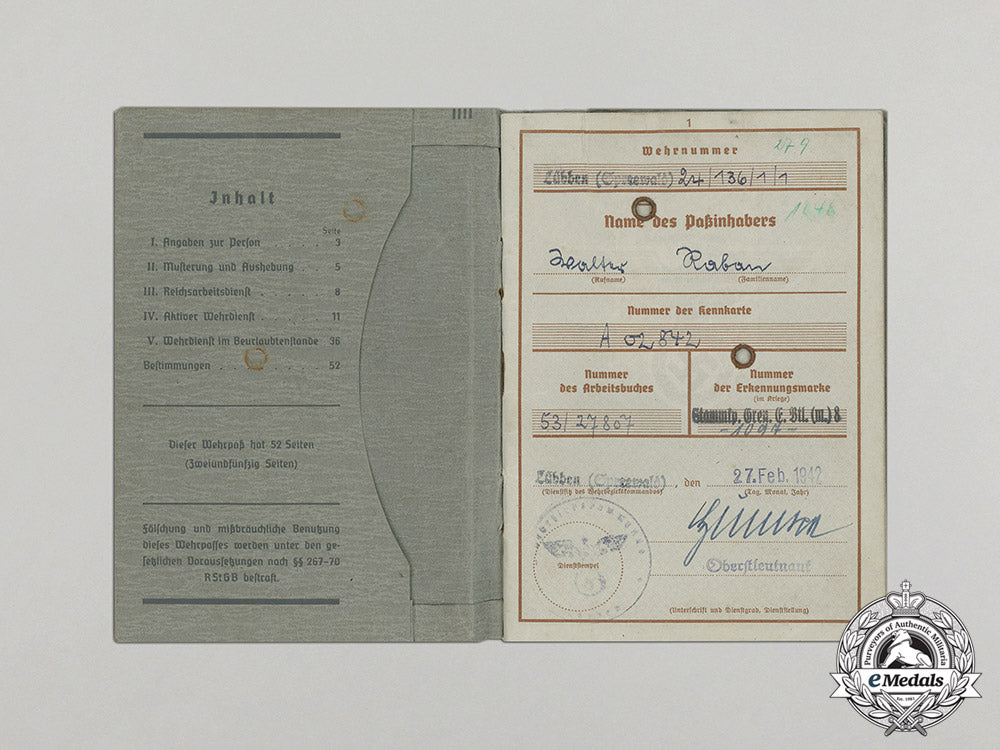 Inhalt
Seite
I. Angaben zur Person . . . . . 3
II. Musterung und Aushebung . . . 5
III. Reichsarbeitsdienst . . . . . 8
IV. Aktiver Wehrdienst . . . . . 11
V. Wehrdienst im Beurlaubtenstande 36
Bestimmungen . . . . . . 52
Dieser Wehrpaß hat 52 Seiten
(Zweiundfünfzig Seiten)
Fälschung und mißbräuchliche Benutzung
dieses Wehrpasses werden unter den ge-
setzlichen Voraussetzungen nach §§ 267-70
RStGB bestraft.
1
Wehrnummer
279
Lübben (Spreewald) 24/136/1/1
Name des Paßinhabers
Walter Raban
(Rufname) (Familienname)
Nummer der Kennkarte
A 02842
Nummer
des Arbeitsbuches
53/27807
Nummer
der Erkennungsmarke
(im Kriege)
Stammkp. Gren. E. Btl. (m.) 8
-1097-
Lübben (Spreewald), den 27. Feb. 1942
(Dienstsitz des Wehrbezirkskommandos) (Tag, Monat, Jahr)
Dienststempel
Oberstleutnant
(Unterschrift und Dienstgrad, Dienststellung)
Purveyors of Authentic Militaria
eMedals
Est. 1985